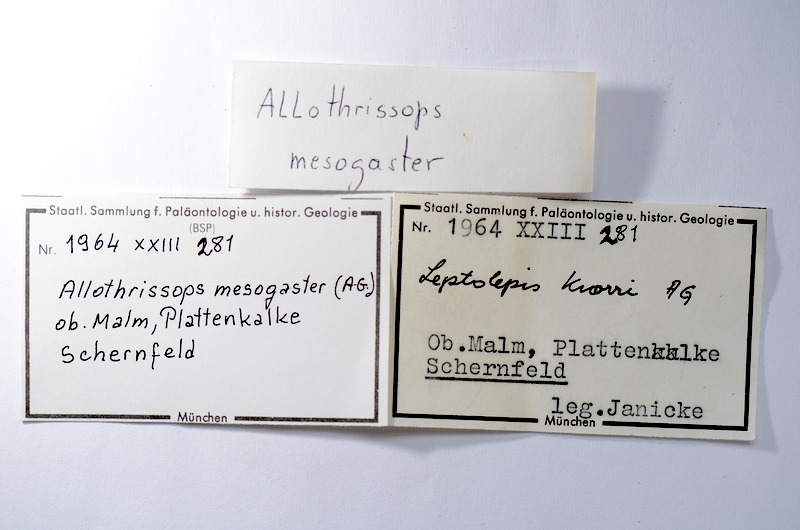 ALLothrissops
mesogaster
Staatl. Sammlung f. Paläontologie u. histor. Geologie
(BSP)
Nr. 1964 XXIII 281
Allothrissops mesogaster (AG.)
ob. Malm, Plattenkalke
Schernfeld
München
Staatl. Sammlung f. Paläontologie u. histor. Geologie
Nr. 1964 XXIII 281
Leptolepis knorri AG
Ob.Malm, Plattenkalke
Schernfeld
leg.Janicke
München